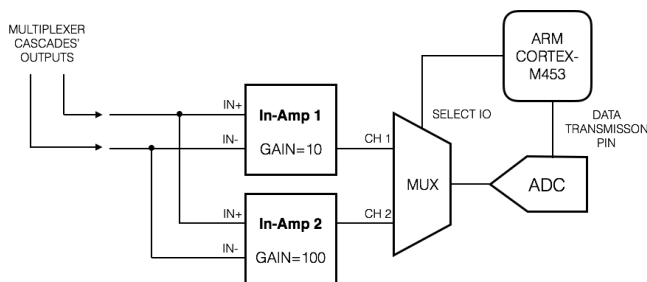 MULTIPLEXER
CASCADES'
OUTPUTS
ARM
CORTEX-
M453
IN+
In-Amp 1
IN-
GAIN=10
CH 1
SELECT IO
DATA
TRANSMISSON
PIN
MUX
ADC
IN+
In-Amp 2
CH 2
IN-
GAIN=100